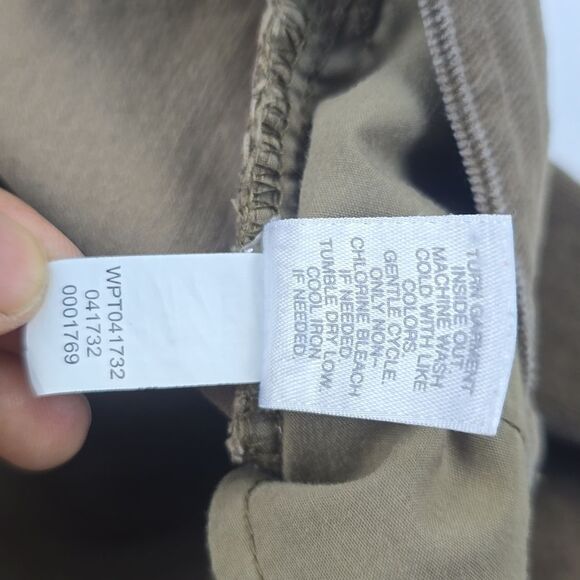 WPT041732
041732
0001769
TURN GARMENT
INSIDE OUT
MACHINE WASH
COLD WITH LIKE
COLORS
GENTLE CYCLE.
ONLY NON-
CHLORINE BLEACH
IF NEEDED
TUMBLE DRY LOW.
COOL IRON
IF NEEDED.